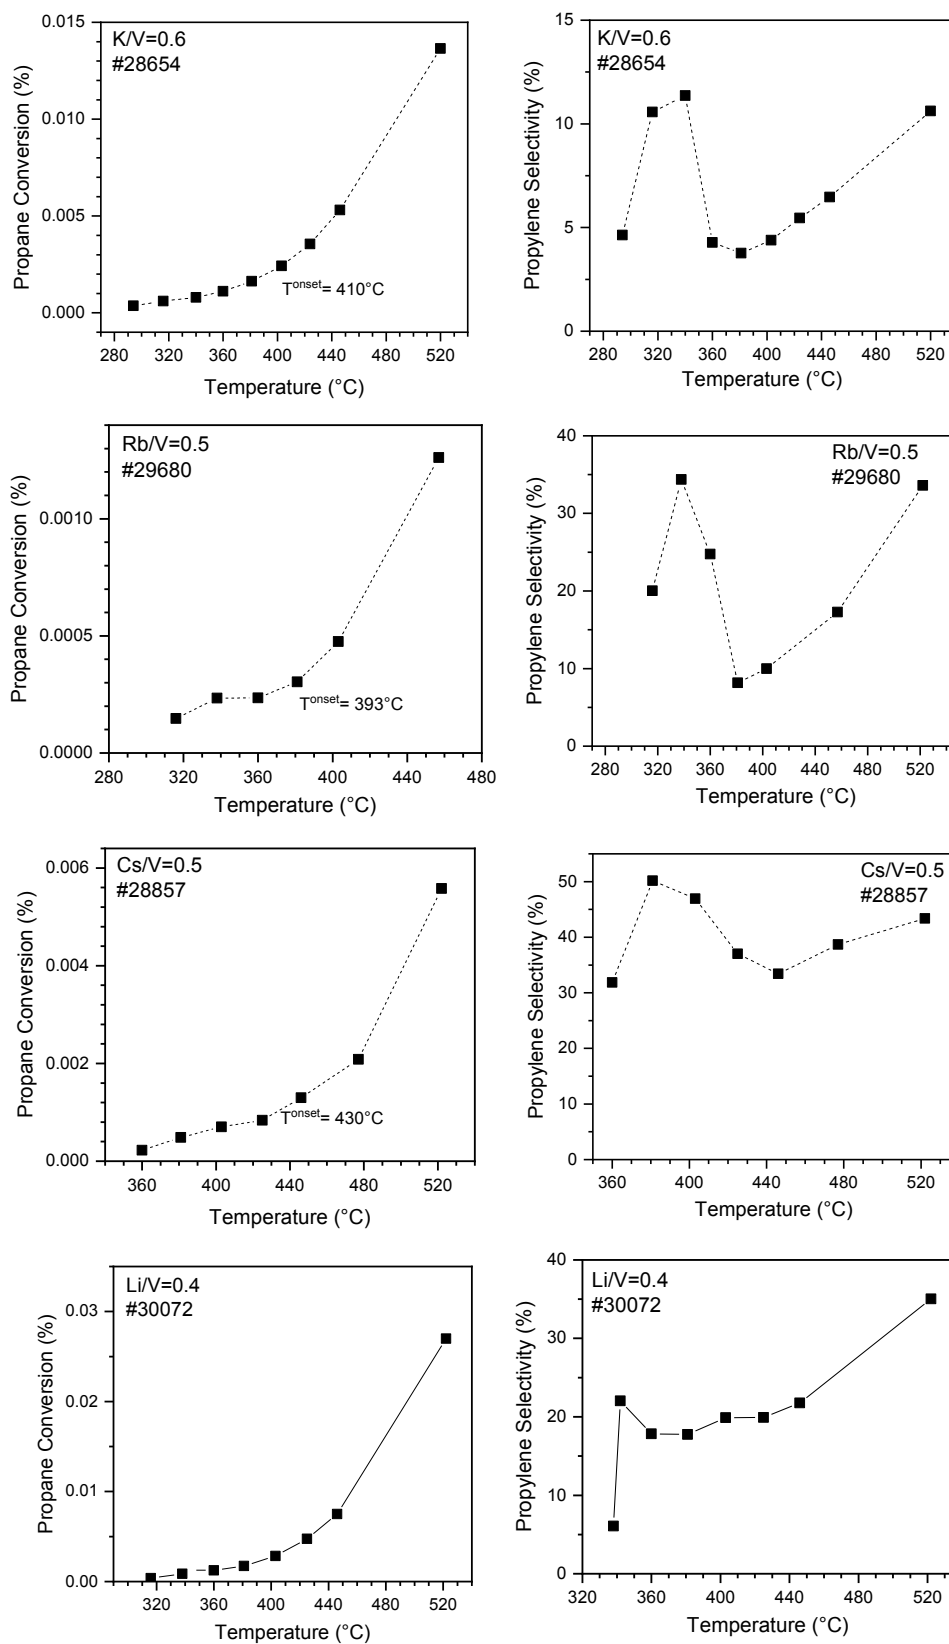 K/V=0.6
#28654
Propane Conversion (%)
0.015
0.010
0.005
0.000
T^onset= 410°C
280 320 360 400 440 480 520
Temperature (°C)
K/V=0.6
#28654
Propylene Selectivity (%)
15
10
5
0
280 320 360 400 440 480 520
Temperature (°C)
Rb/V=0.5
#29680
Propane Conversion (%)
0.0010
0.0005
0.0000
T^onset= 393°C
280 320 360 400 440 480
Temperature (°C)
Rb/V=0.5
#29680
Propylene Selectivity (%)
40
30
20
10
0
280 320 360 400 440 480 520
Temperature (°C)
Cs/V=0.5
#28857
Propane Conversion (%)
0.006
0.004
0.002
0.000
T^onset= 430°C
360 400 440 480 520
Temperature (°C)
Cs/V=0.5
#28857
Propylene Selectivity (%)
50
40
30
20
10
0
360 400 440 480 520
Temperature (°C)
Li/V=0.4
#30072
Propane Conversion (%)
0.03
0.02
0.01
0.00
320 360 400 440 480 520
Temperature (°C)
Li/V=0.4
#30072
Propylene Selectivity (%)
40
30
20
10
0
320 360 400 440 480 520
Temperature (°C)